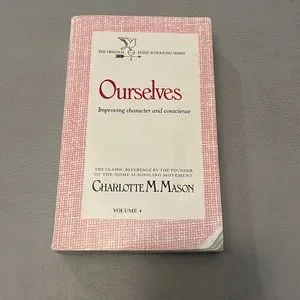 THE ORIGINAL HOME SCHOOLING SERIES
Ourselves
Improving character and conscience
THE CLASSIC REFERENCE BY THE FOUNDER
OF THE HOME SCHOOLING MOVEMENT
CHARLOTTE M. MASON
VOLUME 4